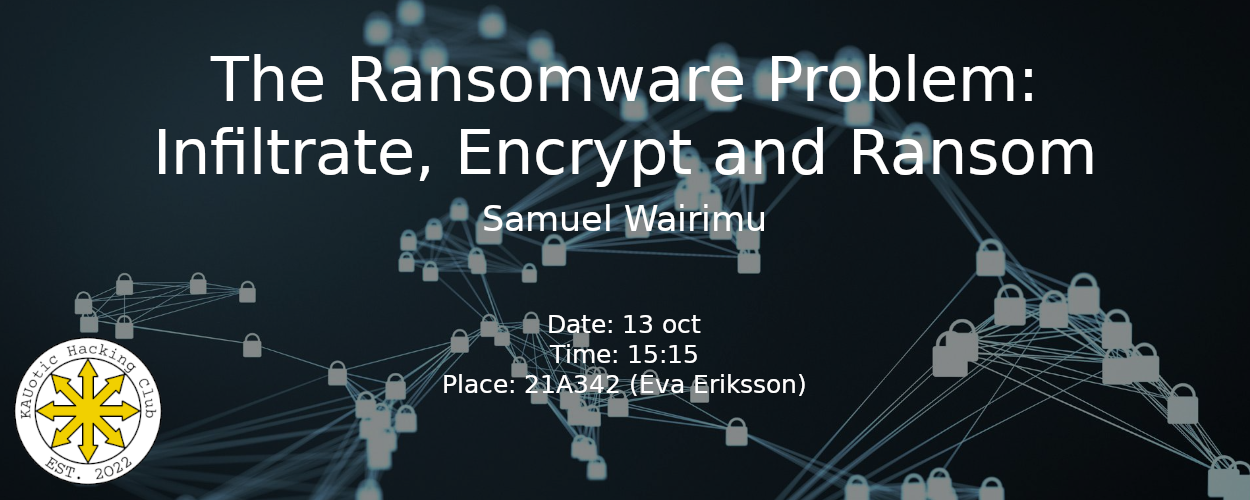 The Ransomware Problem:
Infiltrate, Encrypt and Ransom
Samuel Wairimu
Date: 13 oct
Time: 15:15
Place: 21A342 (Eva Eriksson)
KAUotic Hacking Club
EST. 2022